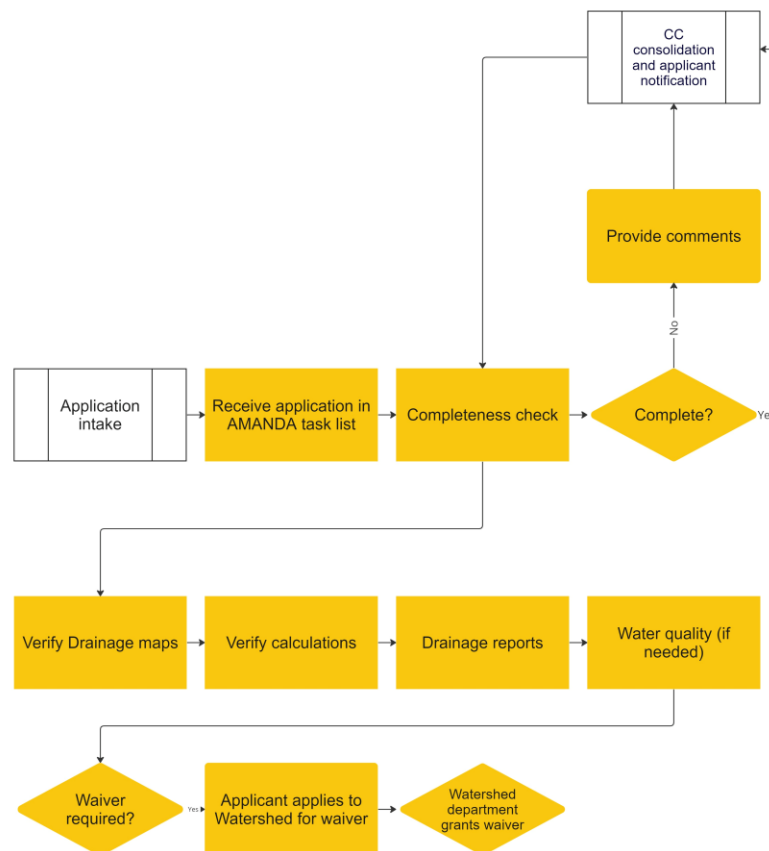 CC
consolidation
and applicant
notification
Provide comments
No
Application
intake
Receive application in
AMANDA task list
Completeness check
Complete?
Ye
Verify Drainage maps
Verify calculations
Drainage reports
Water quality (if
needed)
Waiver
required?
Yes
Applicant applies to
Watershed for waiver
Watershed
department
grants waiver